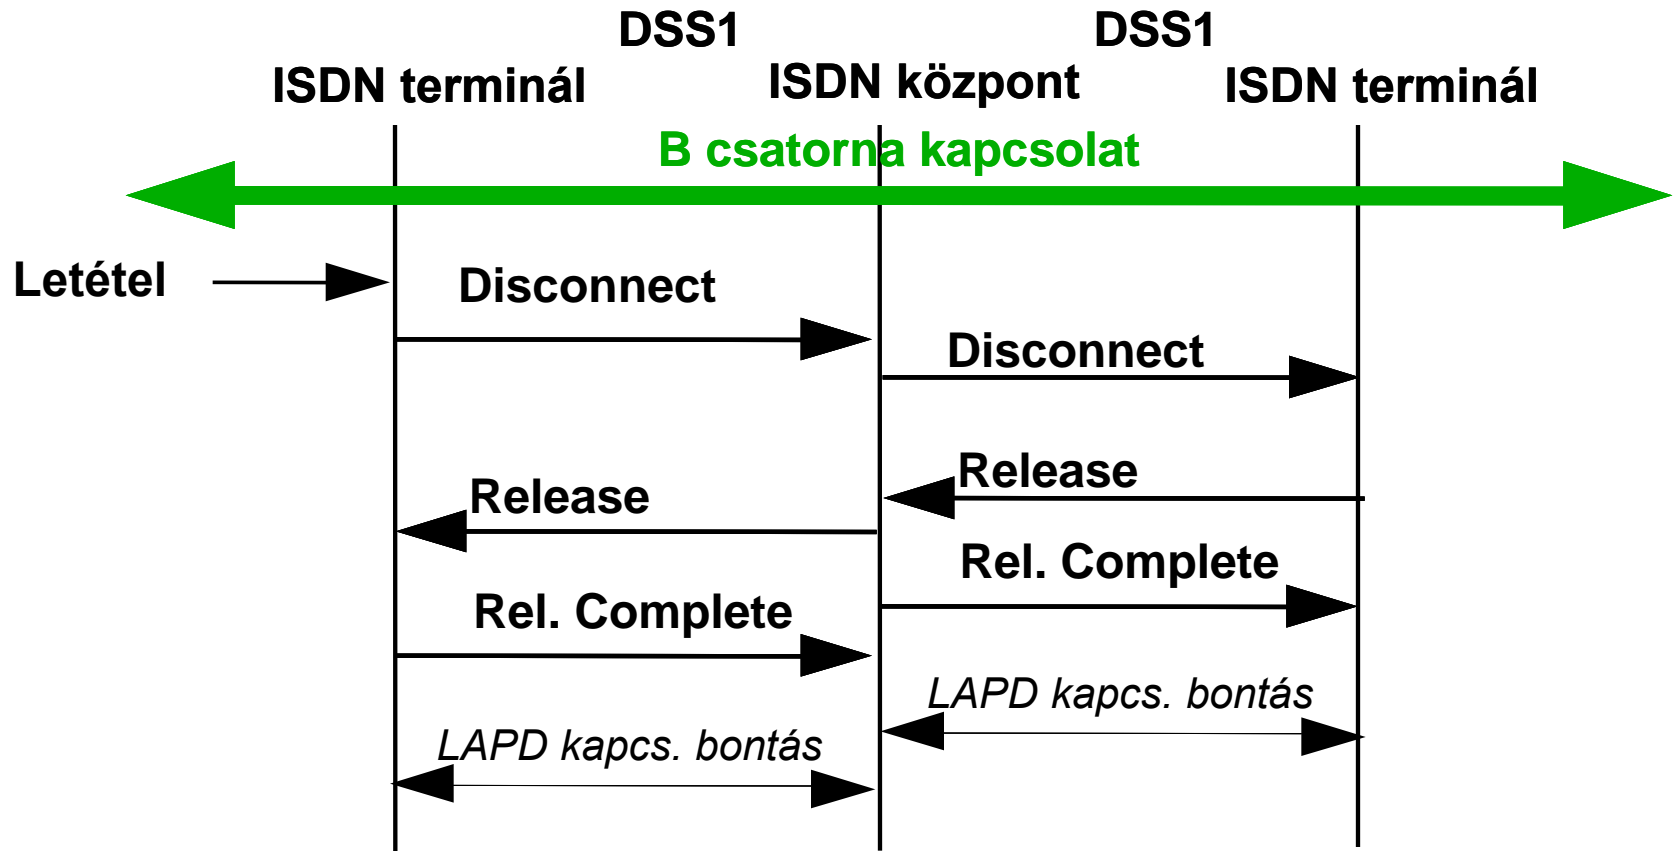 DSS1
DSS1
ISDN terminál
ISDN központ
ISDN terminál
B csatorna kapcsolat
Letétel
Disconnect
Disconnect
Release
Release
Rel. Complete
Rel. Complete
LAPD kapcs. bontás
LAPD kapcs. bontás